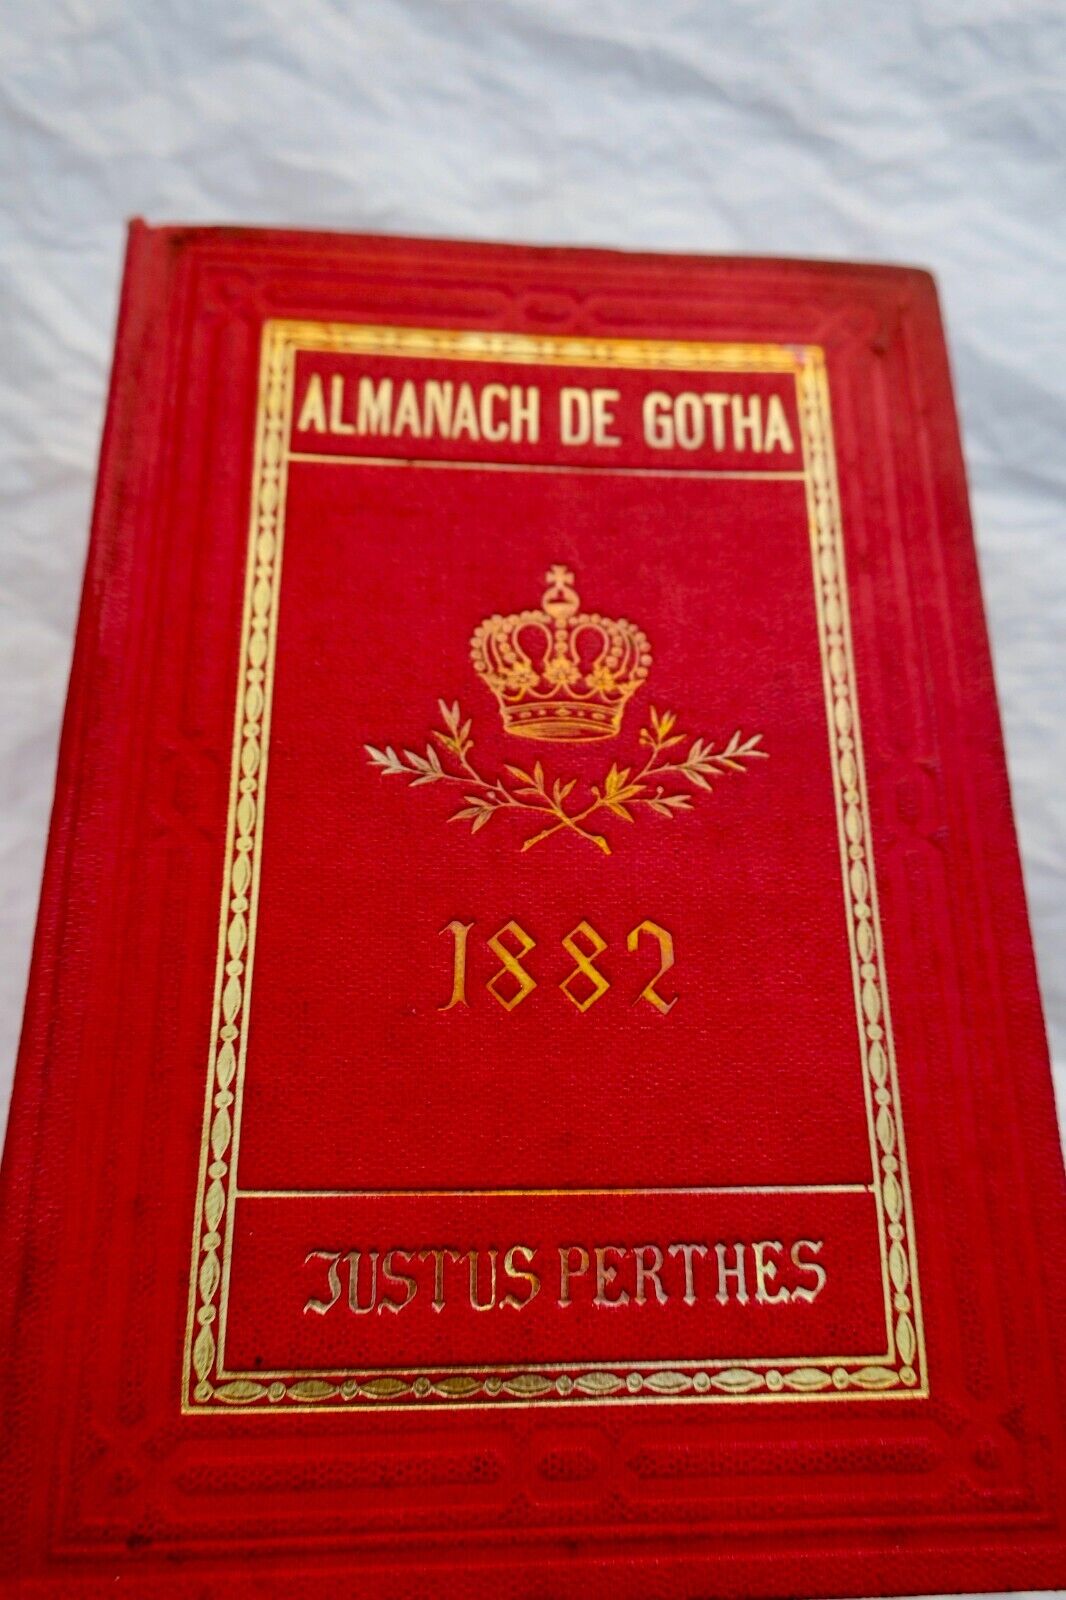 ALMANACH DE GOTHA
1882
JUSTUS PERTHES